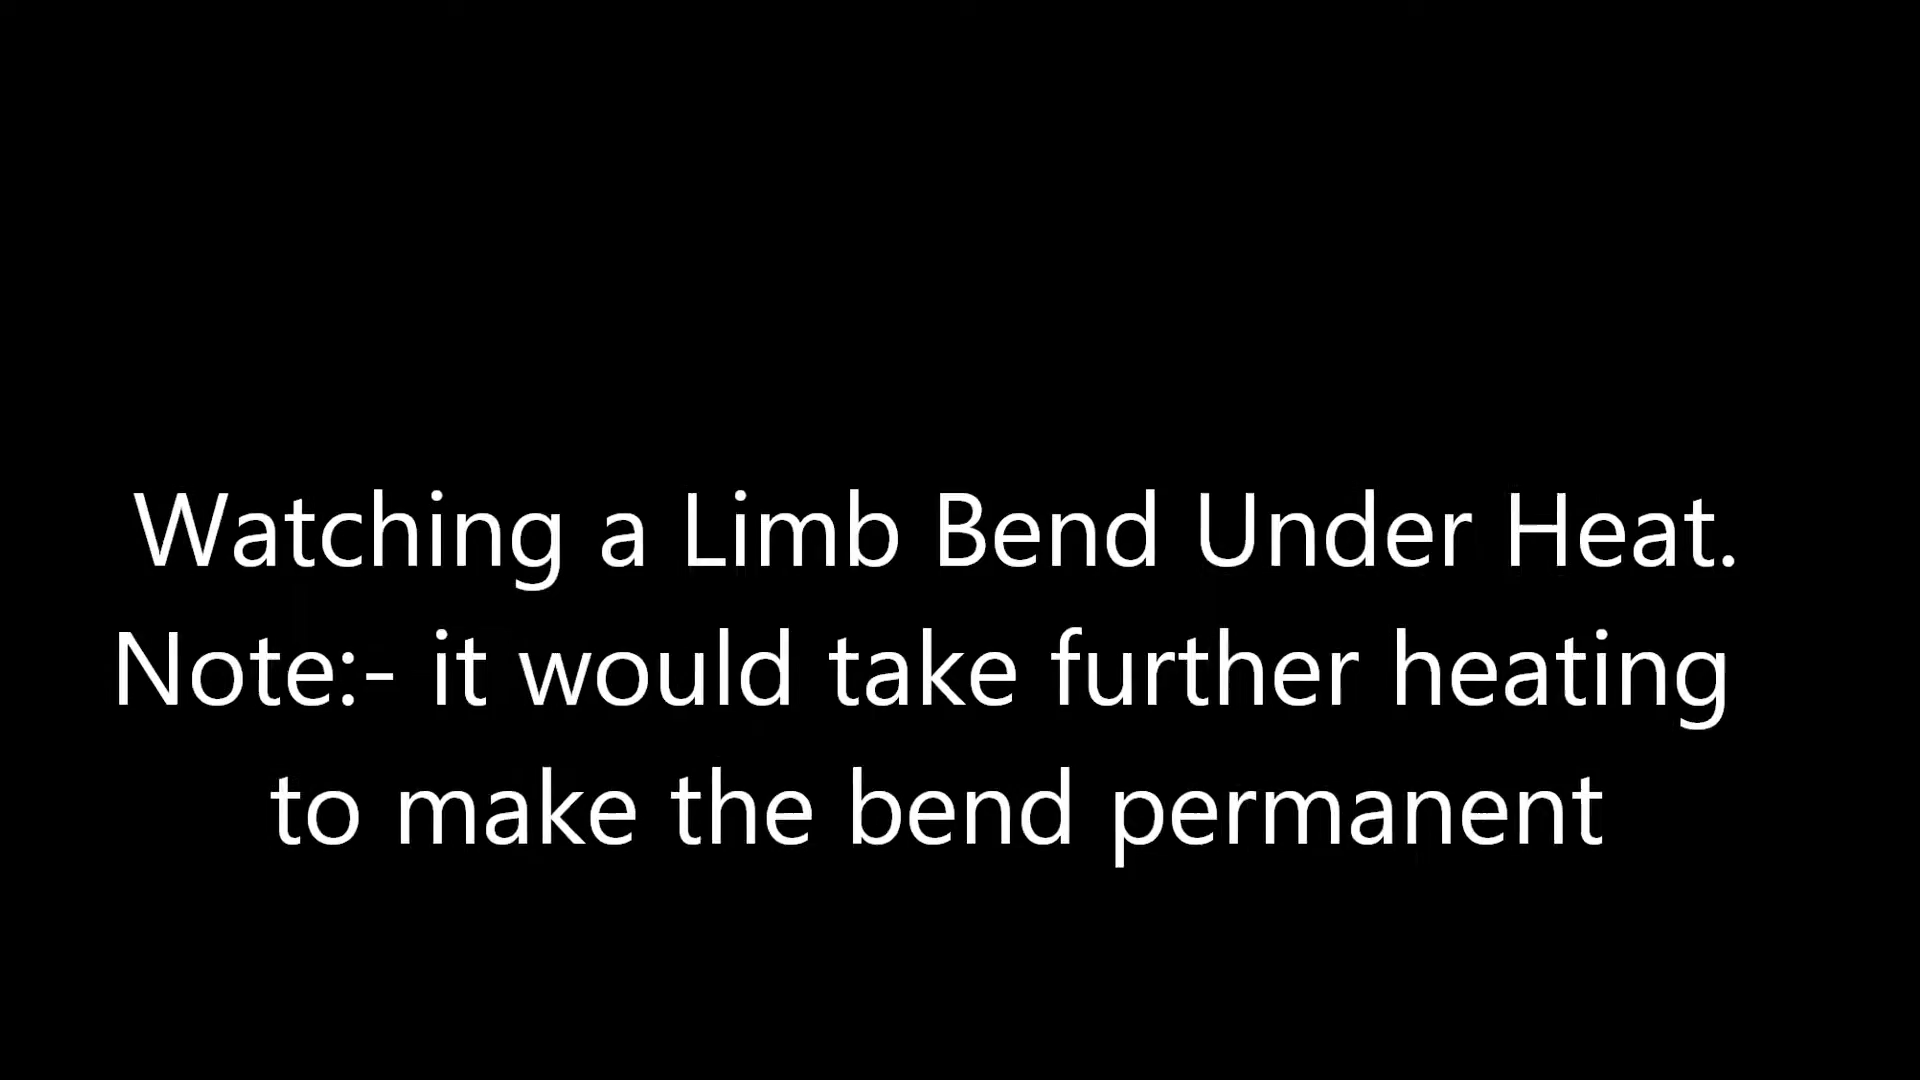 Watching a Limb Bend Under Heat.
Note:- it would take further heating
to make the bend permanent